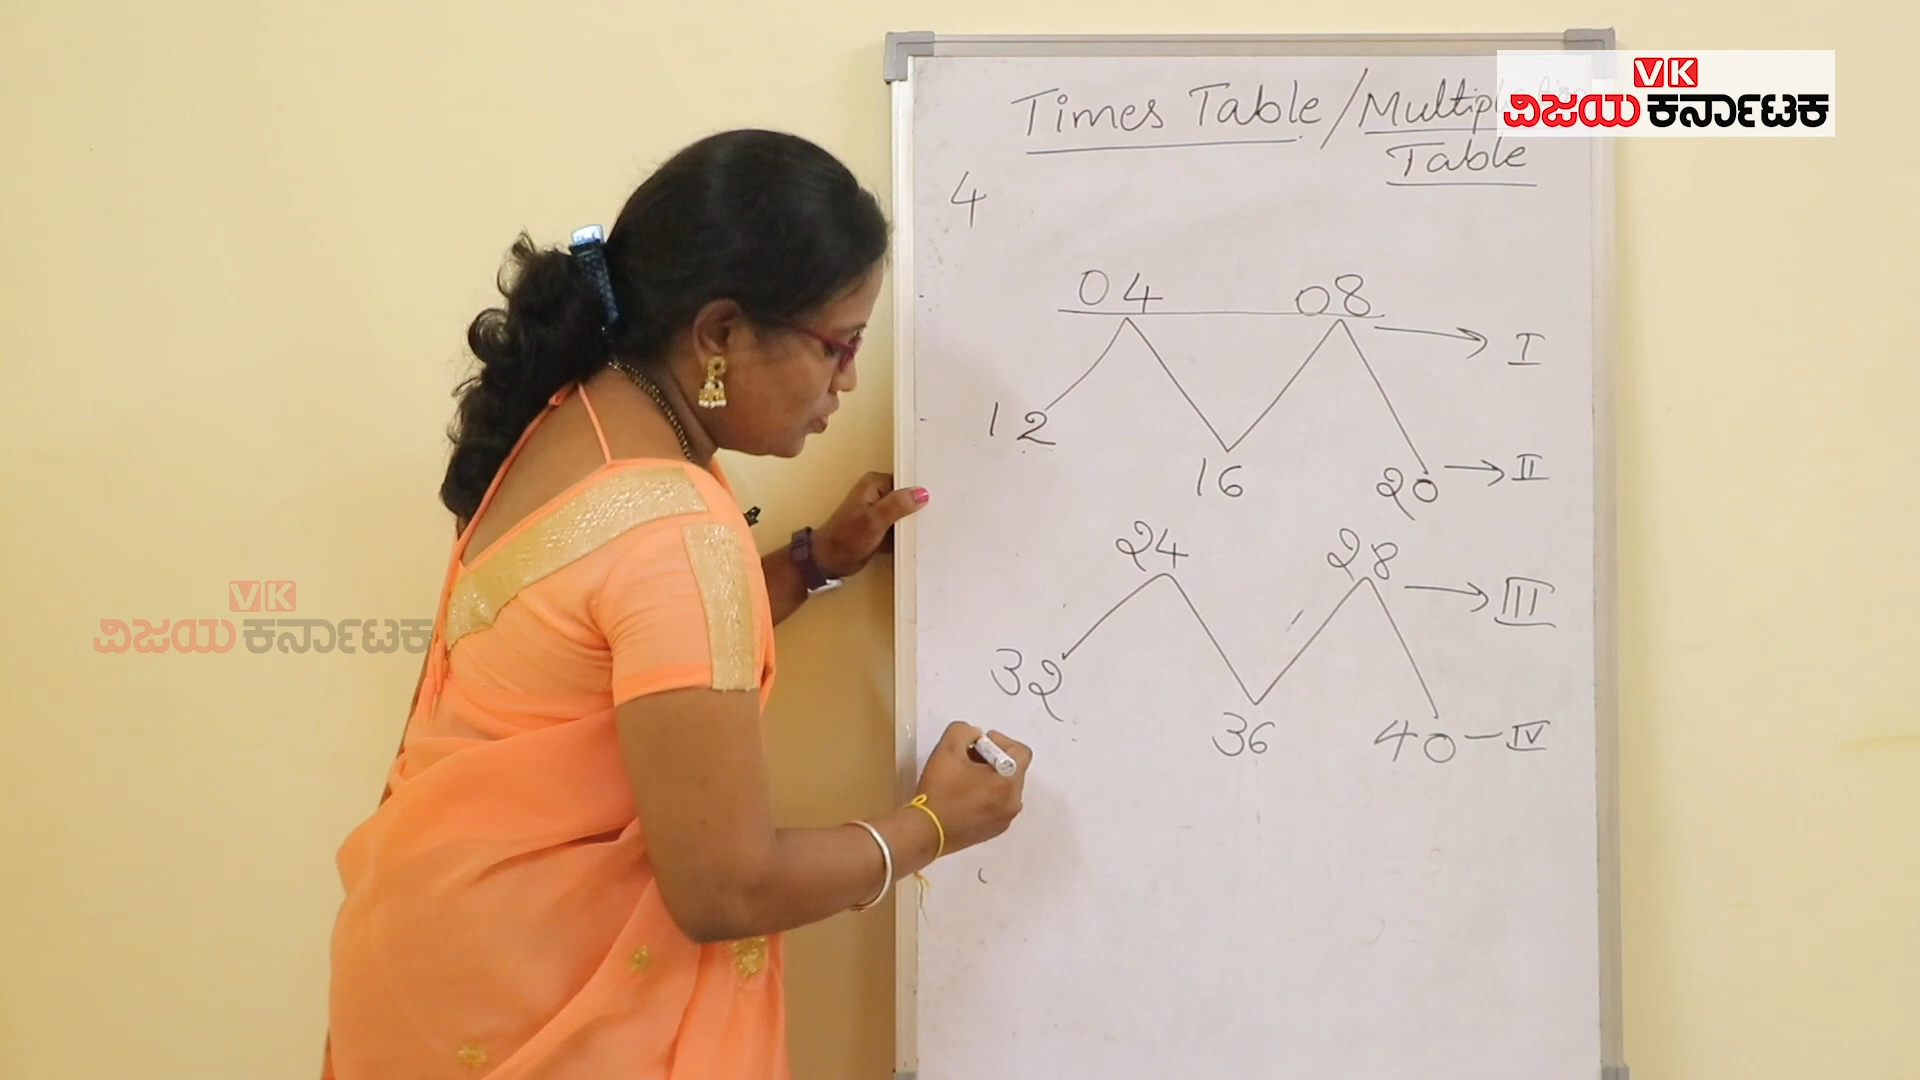 VK
ವಿಜಯ ಕರ್ನಾಟಕ
Times Table / Multipl
Table
4
04 08 I
12 16 20 II
24 28 III
32 36 40 IV
VK
ವಿಜಯ ಕರ್ನಾಟಕ